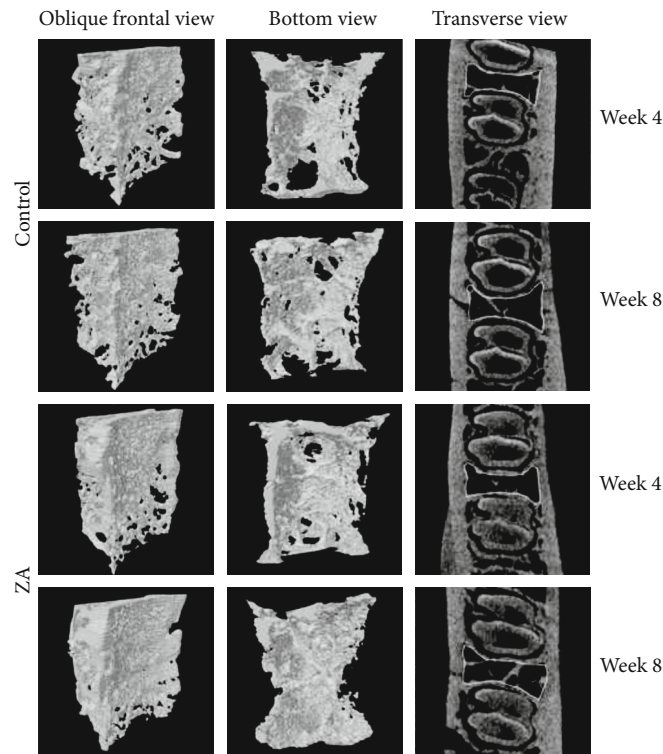 Oblique frontal view
Bottom view
Transverse view
Control
Week 4
Week 8
ZA
Week 4
Week 8